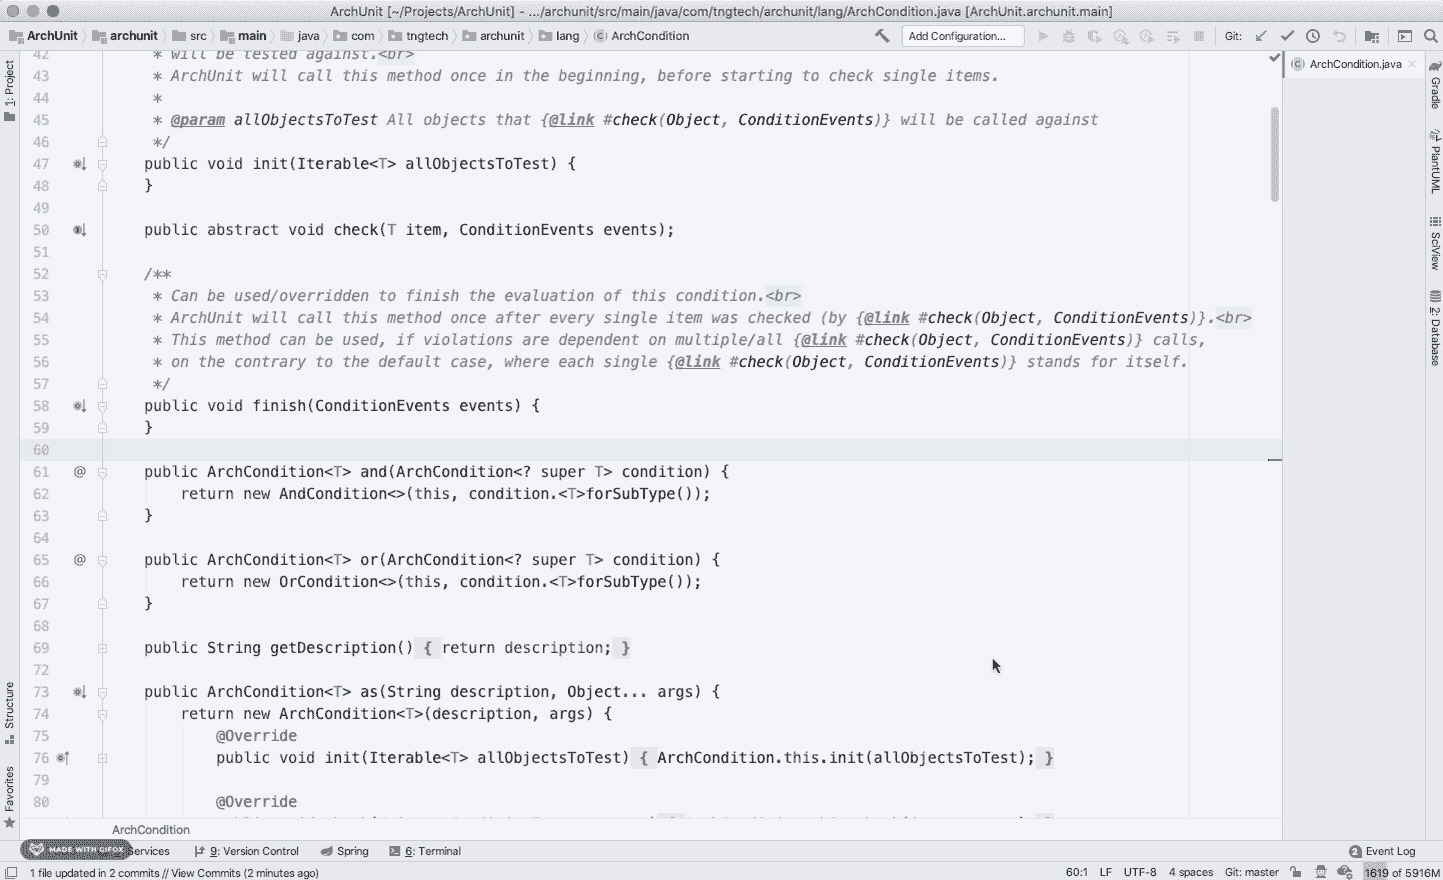 ArchUnit [~/Projects/ArchUnit] - .../archunit/src/main/java/com/tngtech/archunit/lang/ArchCondition.java [ArchUnit.archunit.main]
ArchUnit archunit src main java com tngtech archunit lang ArchCondition Add Configuration... Git:
ArchCondition.java
1: Project
Gradle
PlantUML
SciView
2: Database
Structure
Favorites
42 * will be tested against.<br>
43 * ArchUnit will call this method once in the beginning, before starting to check single items.
44 *
45 * @param allObjectsToTest All objects that {@link #check(Object, ConditionEvents)} will be called against
46 */
47 public void init(Iterable<T> allObjectsToTest) {
48 }
49
50 public abstract void check(T item, ConditionEvents events);
51
52 /**
53 * Can be used/overridden to finish the evaluation of this condition.<br>
54 * ArchUnit will call this method once after every single item was checked (by {@link #check(Object, ConditionEvents)}.<br>
55 * This method can be used, if violations are dependent on multiple/all {@link #check(Object, ConditionEvents)} calls,
56 * on the contrary to the default case, where each single {@link #check(Object, ConditionEvents)} stands for itself.
57 */
58 public void finish(ConditionEvents events) {
59 }
60
61 @ public ArchCondition<T> and(ArchCondition<? super T> condition) {
62 return new AndCondition<>(this, condition.<T>forSubType());
63 }
64
65 @ public ArchCondition<T> or(ArchCondition<? super T> condition) {
66 return new OrCondition<>(this, condition.<T>forSubType());
67 }
68
69 public String getDescription() { return description; }
72
73 public ArchCondition<T> as(String description, Object... args) {
74 return new ArchCondition<T>(description, args) {
75 @Override
76 public void init(Iterable<T> allObjectsToTest) { ArchCondition.this.init(allObjectsToTest); }
79
80 @Override
ArchCondition
MADE WITH GIFOX Services 9: Version Control Spring 6: Terminal 2 Event Log
1 file updated in 2 commits // View Commits (2 minutes ago) 60:1 LF UTF-8 4 spaces Git: master 1619 of 5916M